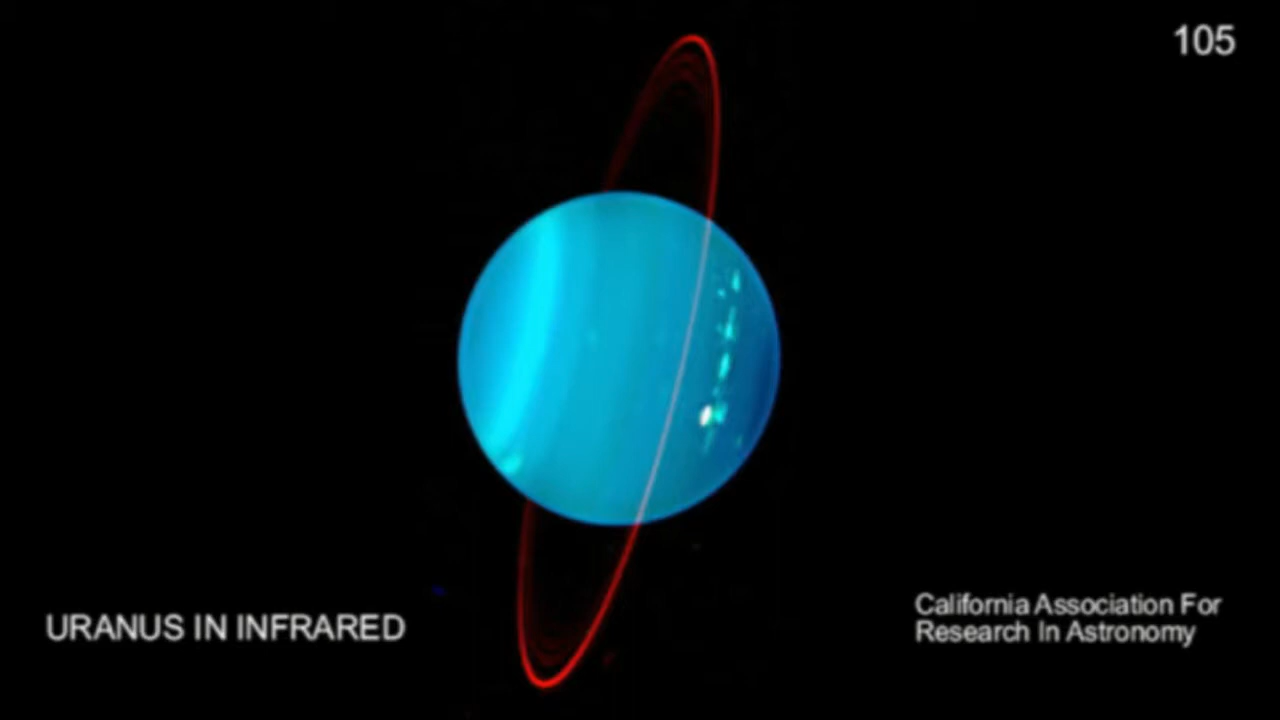 105
URANUS IN INFRARED
California Association For
Research In Astronomy